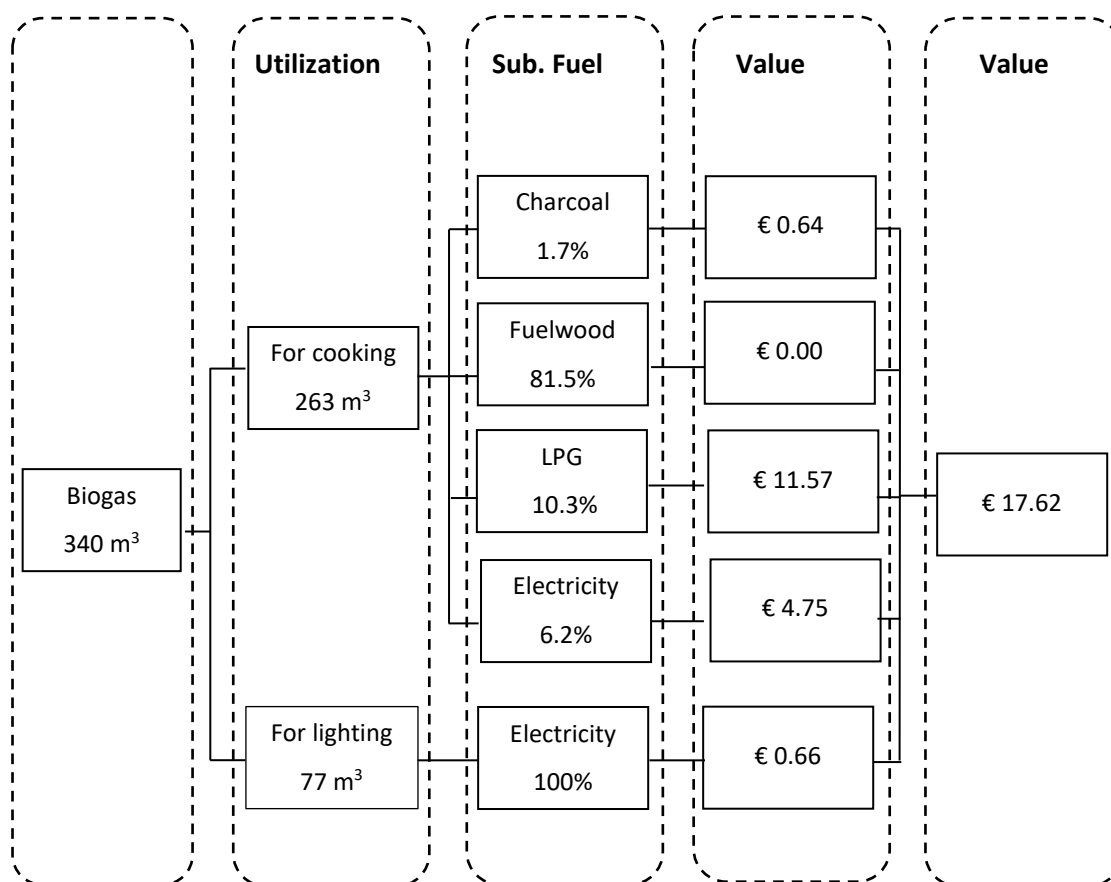 Utilization
Sub. Fuel
Value
Value
Charcoal
1.7%
€ 0.64
For cooking
263 m³
Fuelwood
81.5%
€ 0.00
Biogas
340 m³
LPG
10.3%
€ 11.57
€ 17.62
Electricity
6.2%
€ 4.75
For lighting
77 m³
Electricity
100%
€ 0.66